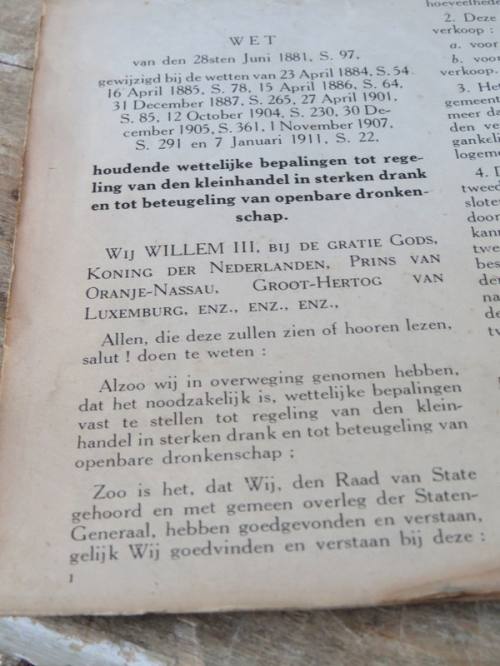 WET
van den 28sten Juni 1881, S. 97,
gewijzigd bij de wetten van 23 April 1884, S. 54
16 April 1885, S. 78, 15 April 1886, S. 64,
31 December 1887, S. 265, 27 April 1901,
S. 85, 12 October 1904, S. 230, 30 De-
cember 1905, S. 361, 1 November 1907,
S. 291 en 7 Januari 1911, S. 22,
houdende wettelijke bepalingen tot rege-
ling van den kleinhandel in sterken drank
en tot beteugeling van openbare dronken-
schap.
Wij WILLEM III, bij de gratie Gods,
Koning der Nederlanden, Prins van
Oranje-Nassau, Groot-Hertog van
Luxemburg, enz., enz., enz.,
Allen, die deze zullen zien of hooren lezen,
salut ! doen te weten :
Alzoo wij in overweging genomen hebben,
dat het noodzakelijk is, wettelijke bepalingen
vast te stellen tot regeling van den klein-
handel in sterken drank en tot beteugeling van
openbare dronkenschap ;
Zoo is het, dat Wij, den Raad van State
gehoord en met gemeen overleg der Staten-
Generaal, hebben goedgevonden en verstaan,
gelijk Wij goedvinden en verstaan bij deze :
1
2. Deze
verkoop :
a. voor
b. voor
verkoop,
3. Het
gemeent
meer da
den ve
gankeli
logeme
4. D
tweed
sloten
door
kann
twee
bes
den
na
de
tw